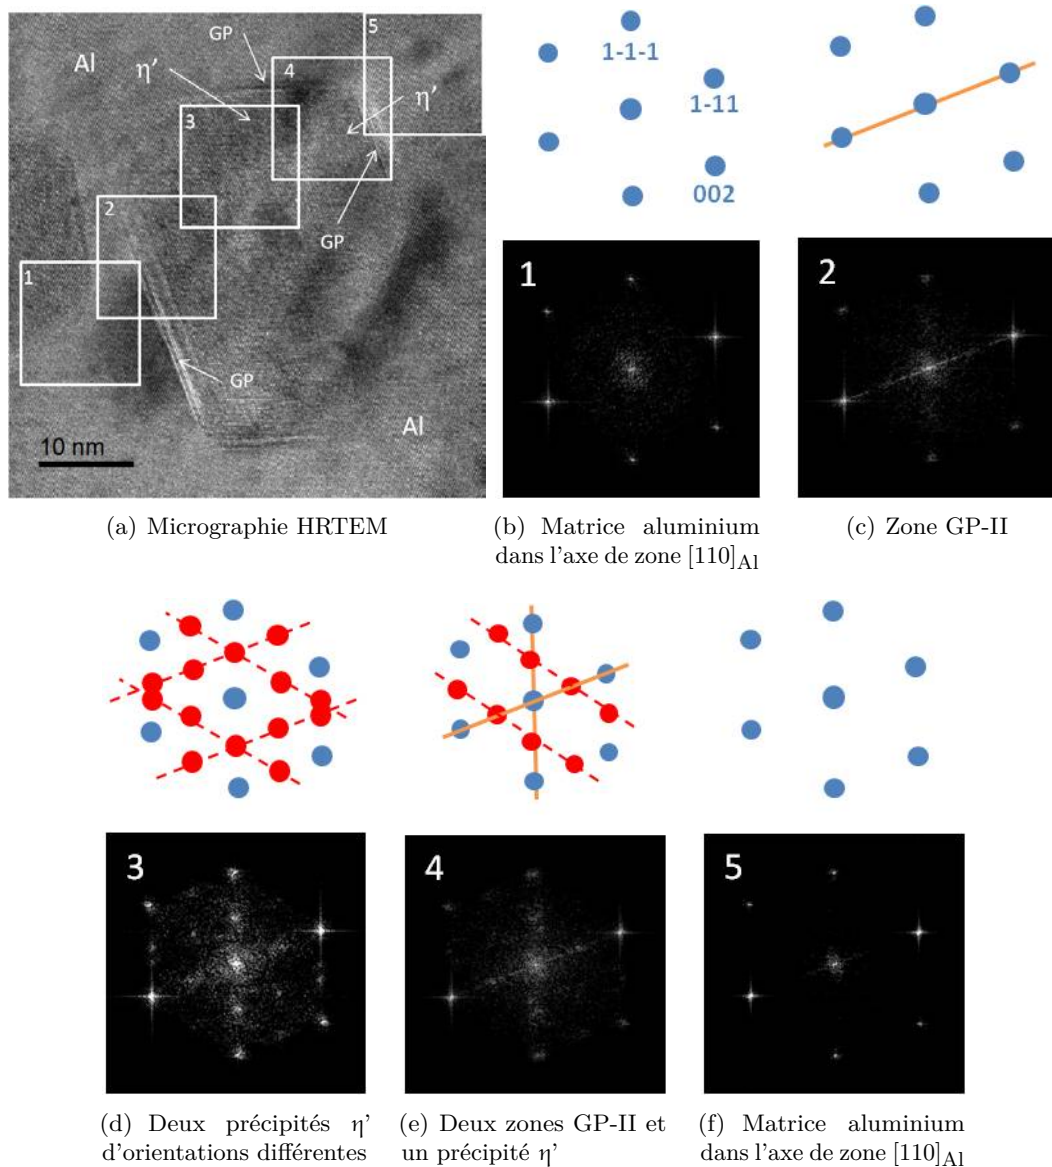 5
GP
Al
4
η'
η'
3
2
GP
1
GP
Al
10 nm
1-1-1
1-11
002
1
2
(a) Micrographie HRTEM
(b) Matrice aluminium
dans l'axe de zone [110]Al
(c) Zone GP-II
3
4
5
(d) Deux précipités η'
d'orientations différentes
(e) Deux zones GP-II et
un précipité η'
(f) Matrice aluminium
dans l'axe de zone [110]Al